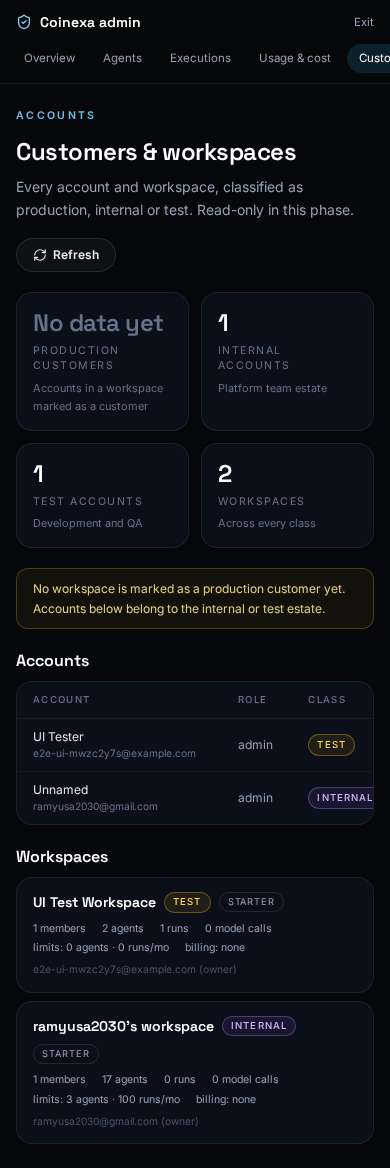 Coinexa admin
Exit
Overview Agents Executions Usage & cost Custo
ACCOUNTS
Customers & workspaces
Every account and workspace, classified as
production, internal or test. Read-only in this phase.
Refresh
No data yet
PRODUCTION
CUSTOMERS
Accounts in a workspace
marked as a customer
1
INTERNAL
ACCOUNTS
Platform team estate
1
TEST ACCOUNTS
Development and QA
2
WORKSPACES
Across every class
No workspace is marked as a production customer yet.
Accounts below belong to the internal or test estate.
Accounts
ACCOUNT ROLE CLASS
UI Tester
e2e-ui-mwzc2y7s@example.com
admin
TEST
Unnamed
ramyusa2030@gmail.com
admin
INTERNAL
Workspaces
UI Test Workspace TEST STARTER
1 members 2 agents 1 runs 0 model calls
limits: 0 agents · 0 runs/mo billing: none
e2e-ui-mwzc2y7s@example.com (owner)
ramyusa2030's workspace INTERNAL
STARTER
1 members 17 agents 0 runs 0 model calls
limits: 3 agents · 100 runs/mo billing: none
ramyusa2030@gmail.com (owner)